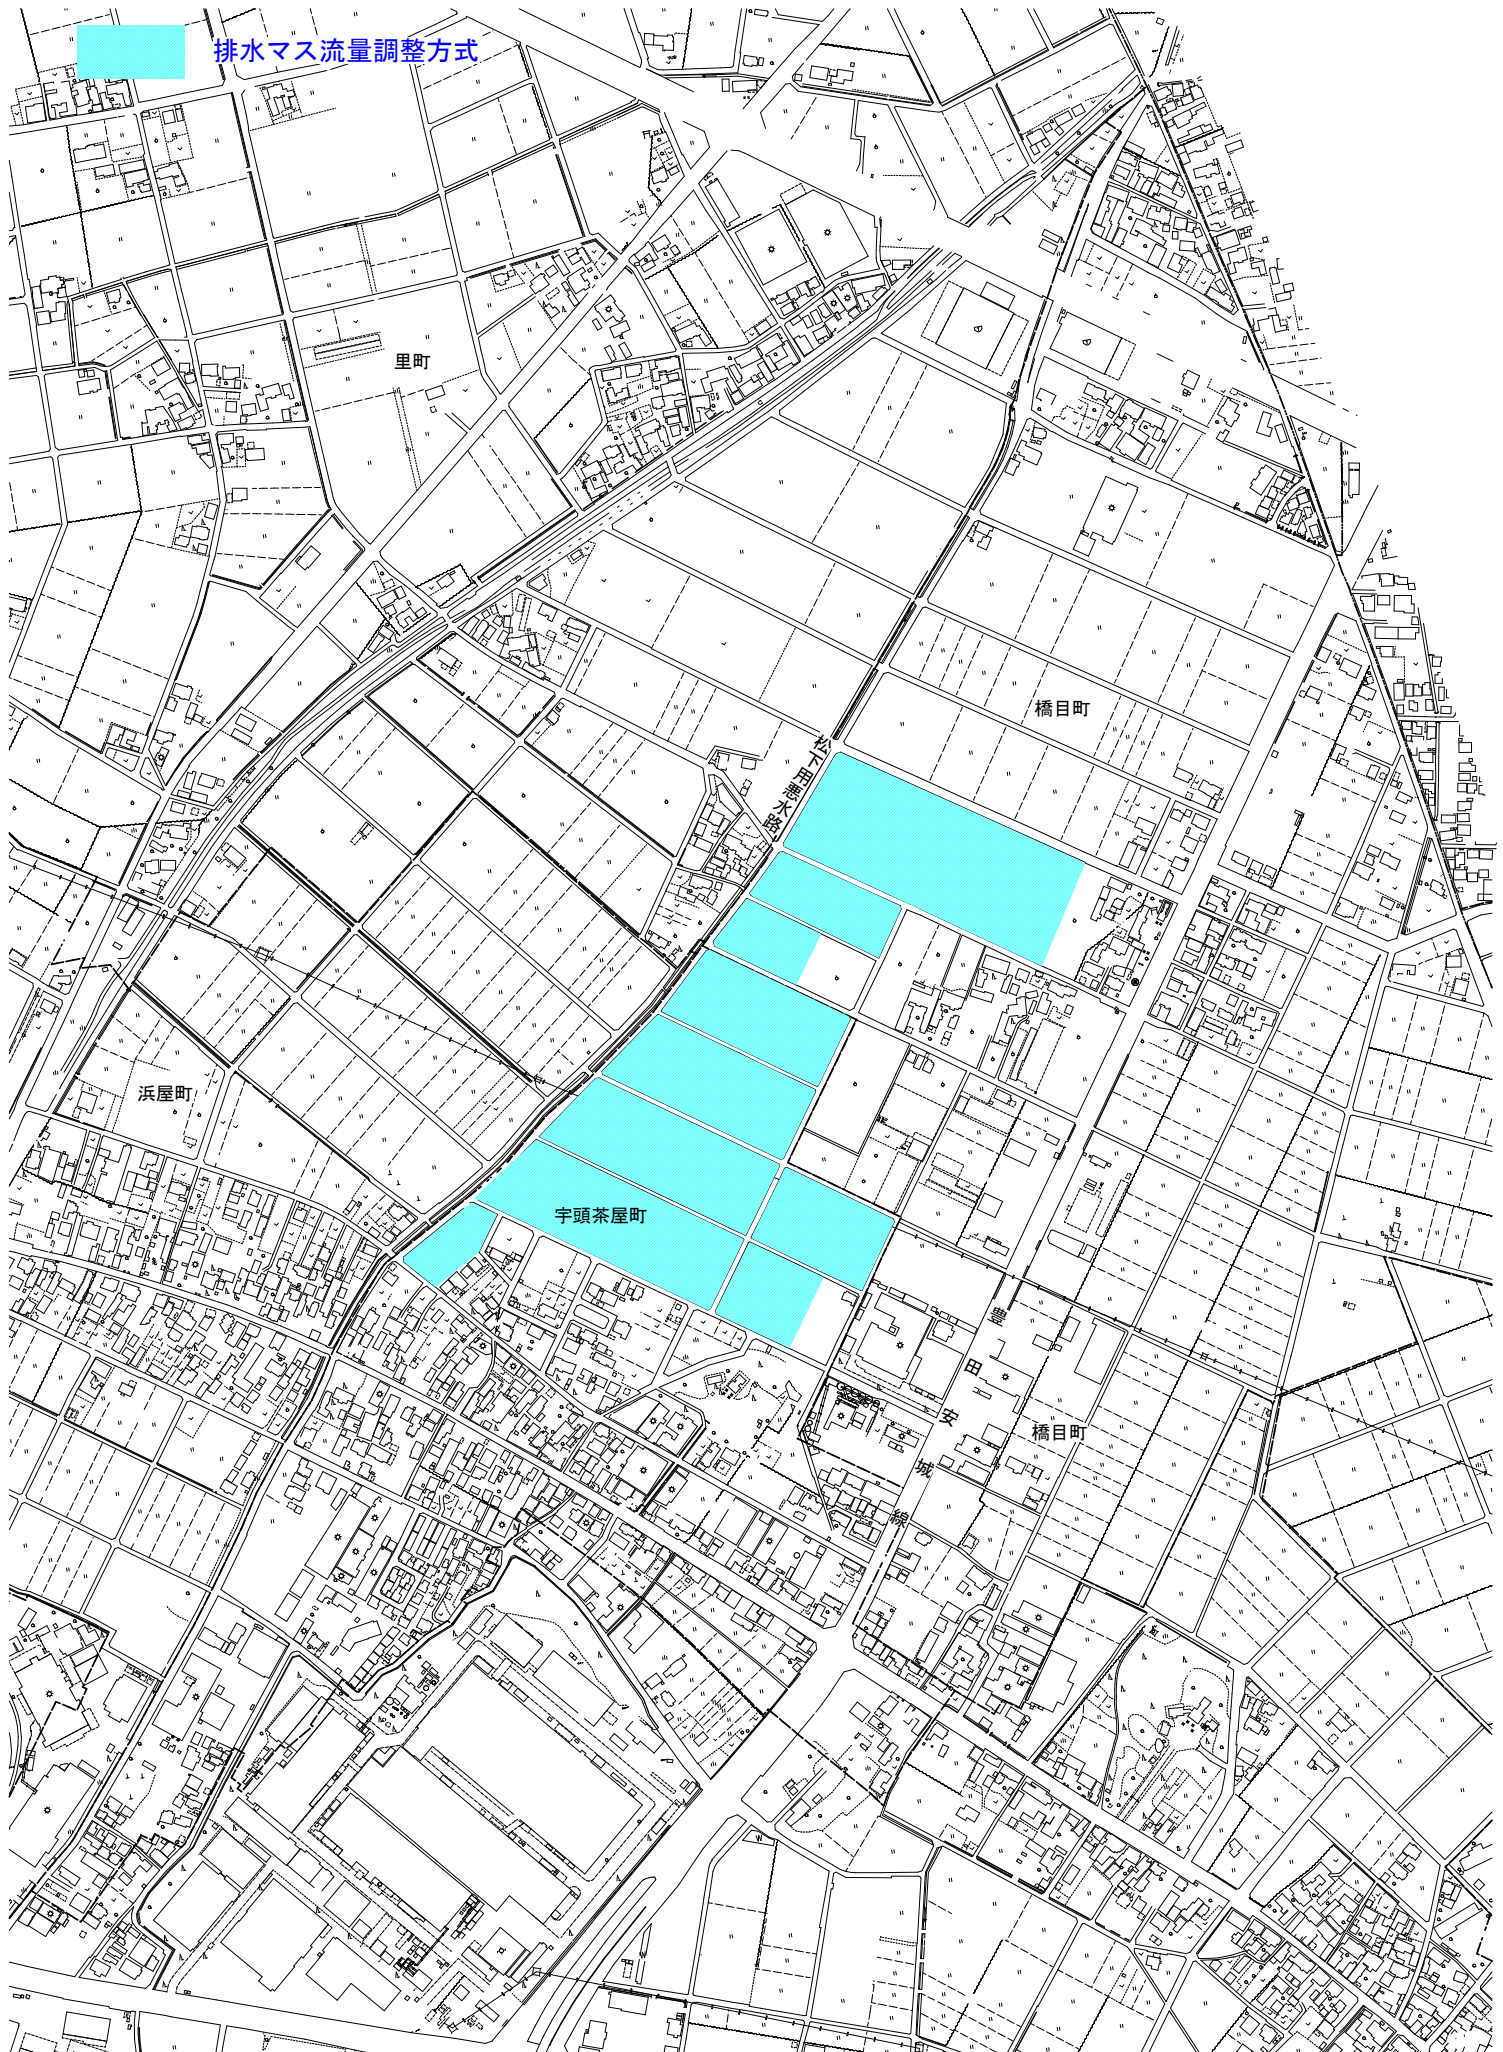 排水マス流量調整方式
里町
橋目町
松下用悪水路
浜屋町
宇頭茶屋町
豊田安城線
橋目町